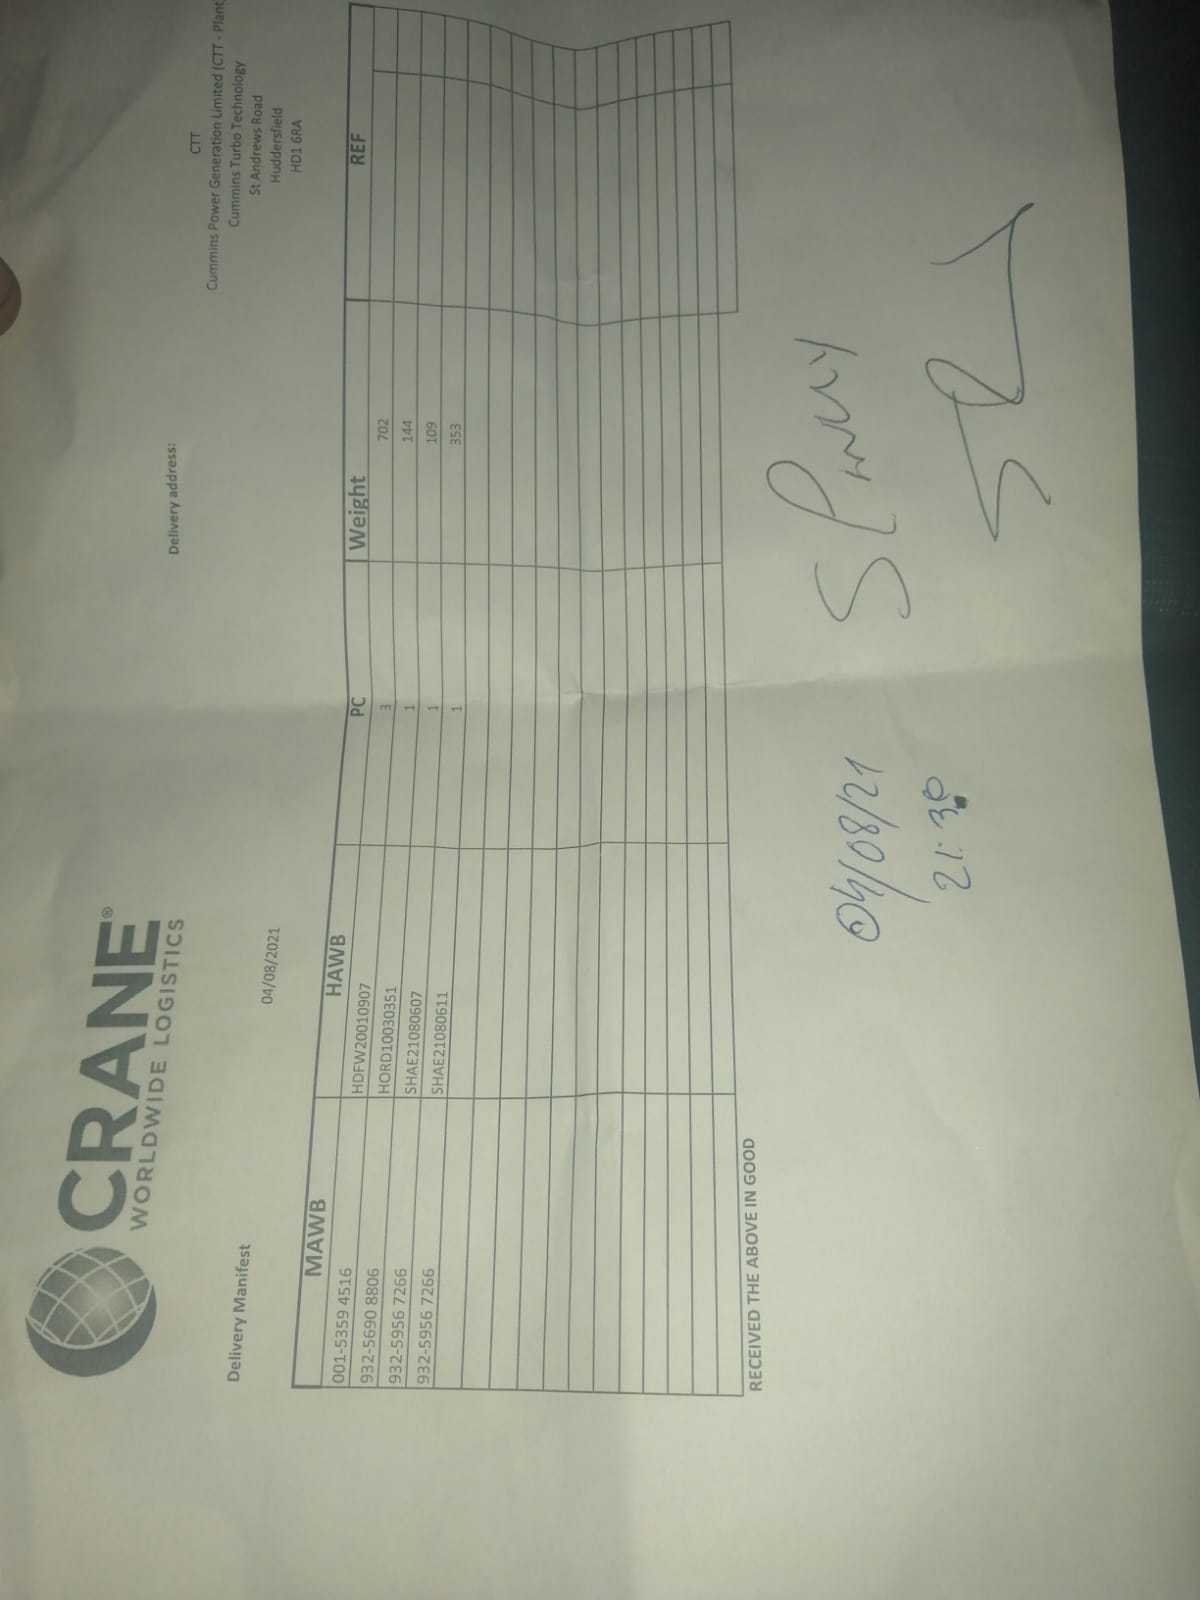 CRANE®
WORLDWIDE LOGISTICS
Delivery address:
CTT
Cummins Power Generation Limited (CTT - Plant
Cummins Turbo Technology
St Andrews Road
Huddersfield
HD1 6RA
Delivery Manifest
04/08/2021
MAWB HAWB PC Weight REF
001-5359 4516 HDFW20010907 3 702
932-5690 8806 HORD10030351 1 144
932-5956 7266 SHAE21080607 1 109
932-5956 7266 SHAE21080611 1 353
RECEIVED THE ABOVE IN GOOD
04/08/21 S
21:30